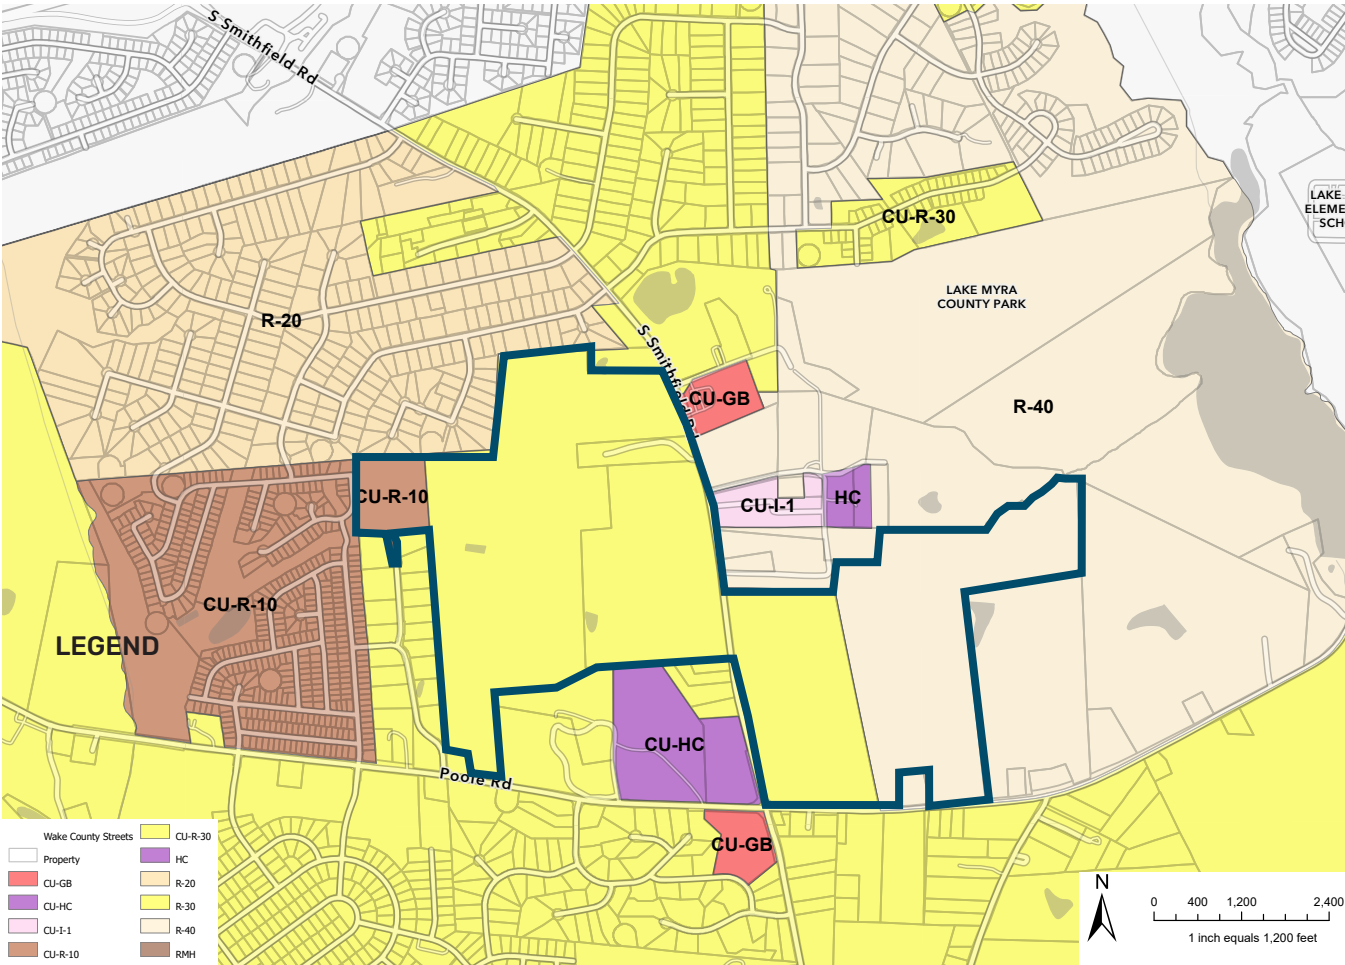 S Smithfield Rd
LAKE
ELEME
SCH
CU-R-30
LAKE MYRA
COUNTY PARK
R-20
S Smithfield Rd
CU-GB
R-40
CU-R-10
CU-I-1
HC
CU-R-10
LEGEND
CU-HC
Poole Rd
CU-GB
Wake County Streets
Property
CU-GB
CU-HC
CU-I-1
CU-R-10
CU-R-30
HC
R-20
R-30
R-40
RMH
N
0 400 1,200 2,400
1 inch equals 1,200 feet